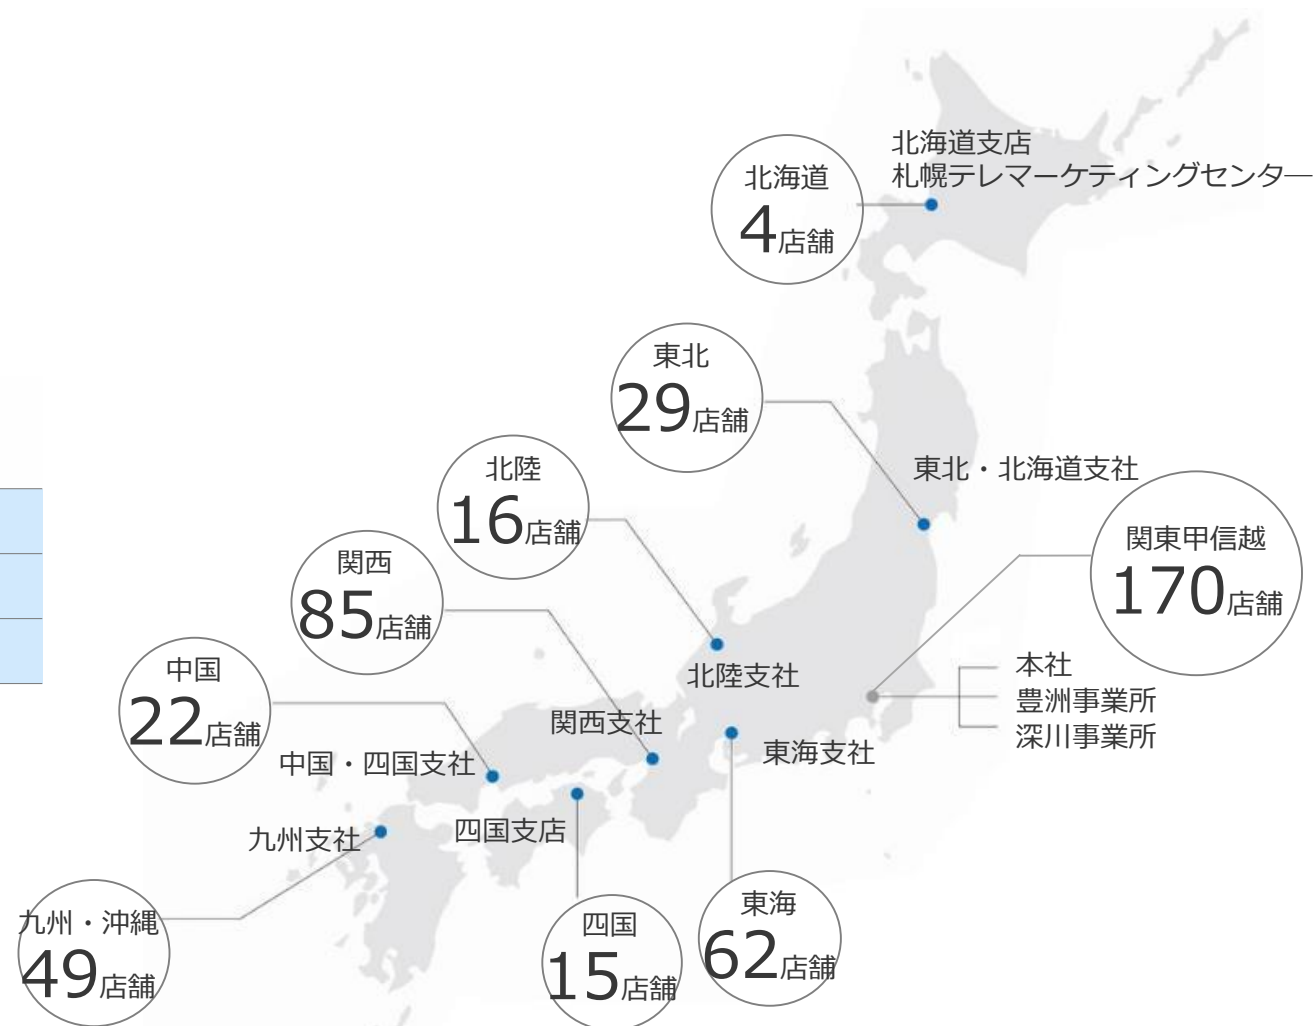 北海道支店
札幌テレマーケティングセンター
北海道
4店舗
東北
29店舗
東北・北海道支社
北陸
16店舗
関東甲信越
170店舗
関西
85店舗
中国
22店舗
北陸支社
本社
豊洲事業所
深川事業所
関西支社
東海支社
中国・四国支社
四国支店
九州支社
九州・沖縄
49店舗
四国
15店舗
東海
62店舗